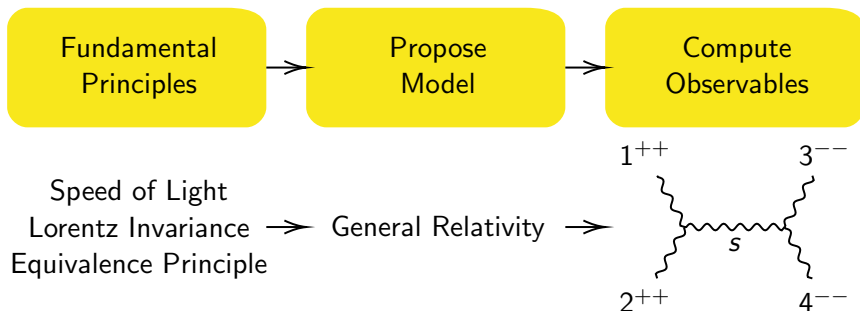 Fundamental
Principles
Propose
Model
Compute
Observables
Speed of Light
Lorentz Invariance
Equivalence Principle
General Relativity
1⁺⁺
3⁻⁻
s
2⁺⁺
4⁻⁻